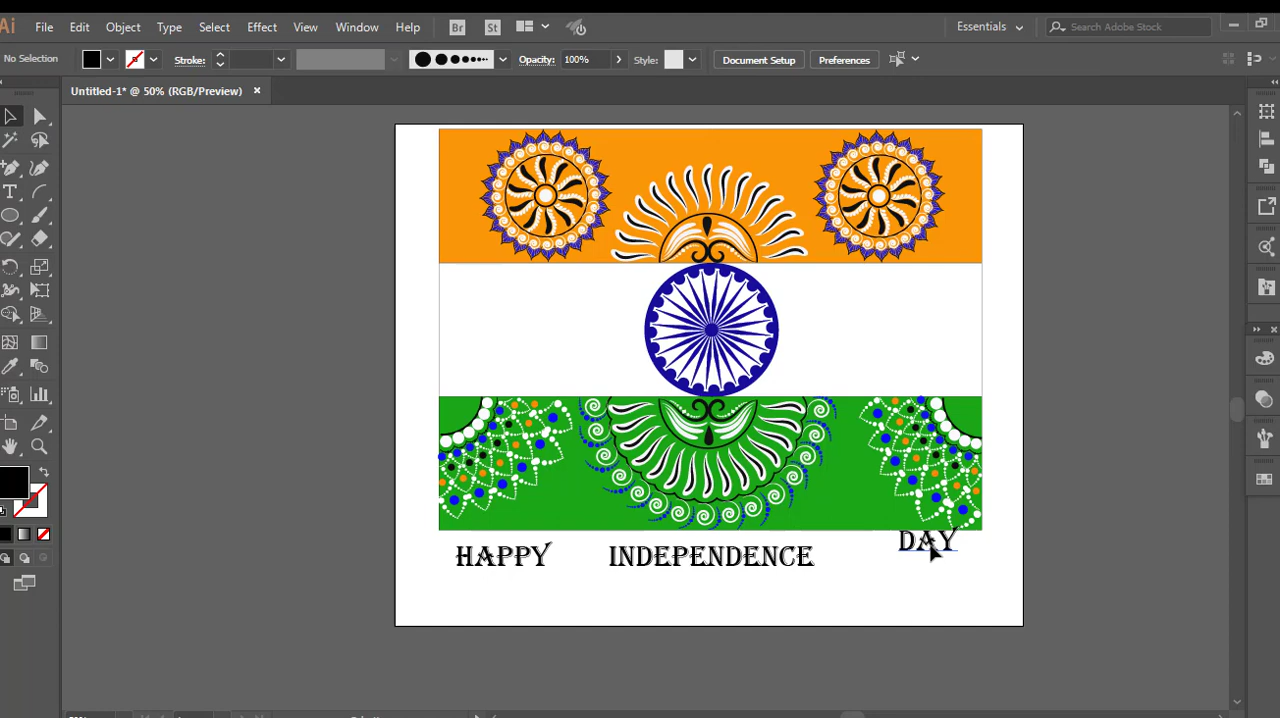 Ai File Edit Object Type Select Effect View Window Help Br St Essentials Search Adobe Stock
No Selection Stroke: Opacity: 100% Style: Document Setup Preferences
Untitled-1* @ 50% (RGB/Preview)
HAPPY INDEPENDENCE DAY